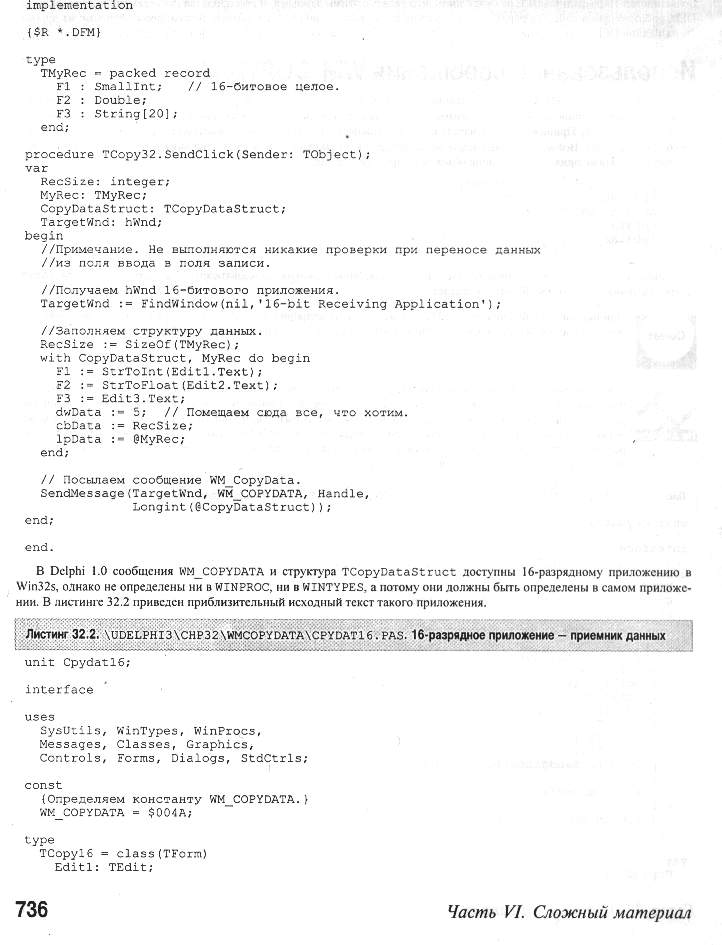 implementation
{$R *.DFM}
type
TMyRec = packed record
F1 : SmallInt; // 16-битовое целое.
F2 : Double;
F3 : String[20];
end;
procedure TCopy32.SendClick(Sender: TObject);
var
RecSize: integer;
MyRec: TMyRec;
CopyDataStruct: TCopyDataStruct;
TargetWnd: hWnd;
begin
//Примечание. Не выполняются никакие проверки при переносе данных
//из поля ввода в поля записи.
//Получаем hWnd 16-битового приложения.
TargetWnd := FindWindow(nil,'16-bit Receiving Application');
//Заполняем структуру данных.
RecSize := SizeOf(TMyRec);
with CopyDataStruct, MyRec do begin
F1 := StrToInt(Edit1.Text);
F2 := StrToFloat(Edit2.Text);
F3 := Edit3.Text;
dwData := 5; // Помещаем сюда все, что хотим.
cbData := RecSize;
lpData := @MyRec;
end;
// Посылаем сообщение WM_CopyData.
SendMessage(TargetWnd, WM_COPYDATA, Handle,
Longint(@CopyDataStruct));
end;
end.
В Delphi 1.0 сообщения WM_COPYDATA и структура TCopyDataStruct доступны 16-разрядному приложению в
Win32s, однако не определены ни в WINPROC, ни в WINTYPES, а потому они должны быть определены в самом приложе-
нии. В листинге 32.2 приведен приблизительный исходный текст такого приложения.
Листинг 32.2. \UDELPHI3\CHP32\WMCOPYDATA\CPYDAT16.PAS. 16-разрядное приложение — приемник данных
unit Cpydat16;
interface
uses
SysUtils, WinTypes, WinProcs,
Messages, Classes, Graphics,
Controls, Forms, Dialogs, StdCtrls;
const
{Определяем константу WM_COPYDATA.}
WM_COPYDATA = $004A;
type
TCopy16 = class(TForm)
Edit1: TEdit;
736
Часть VI. Сложный материал